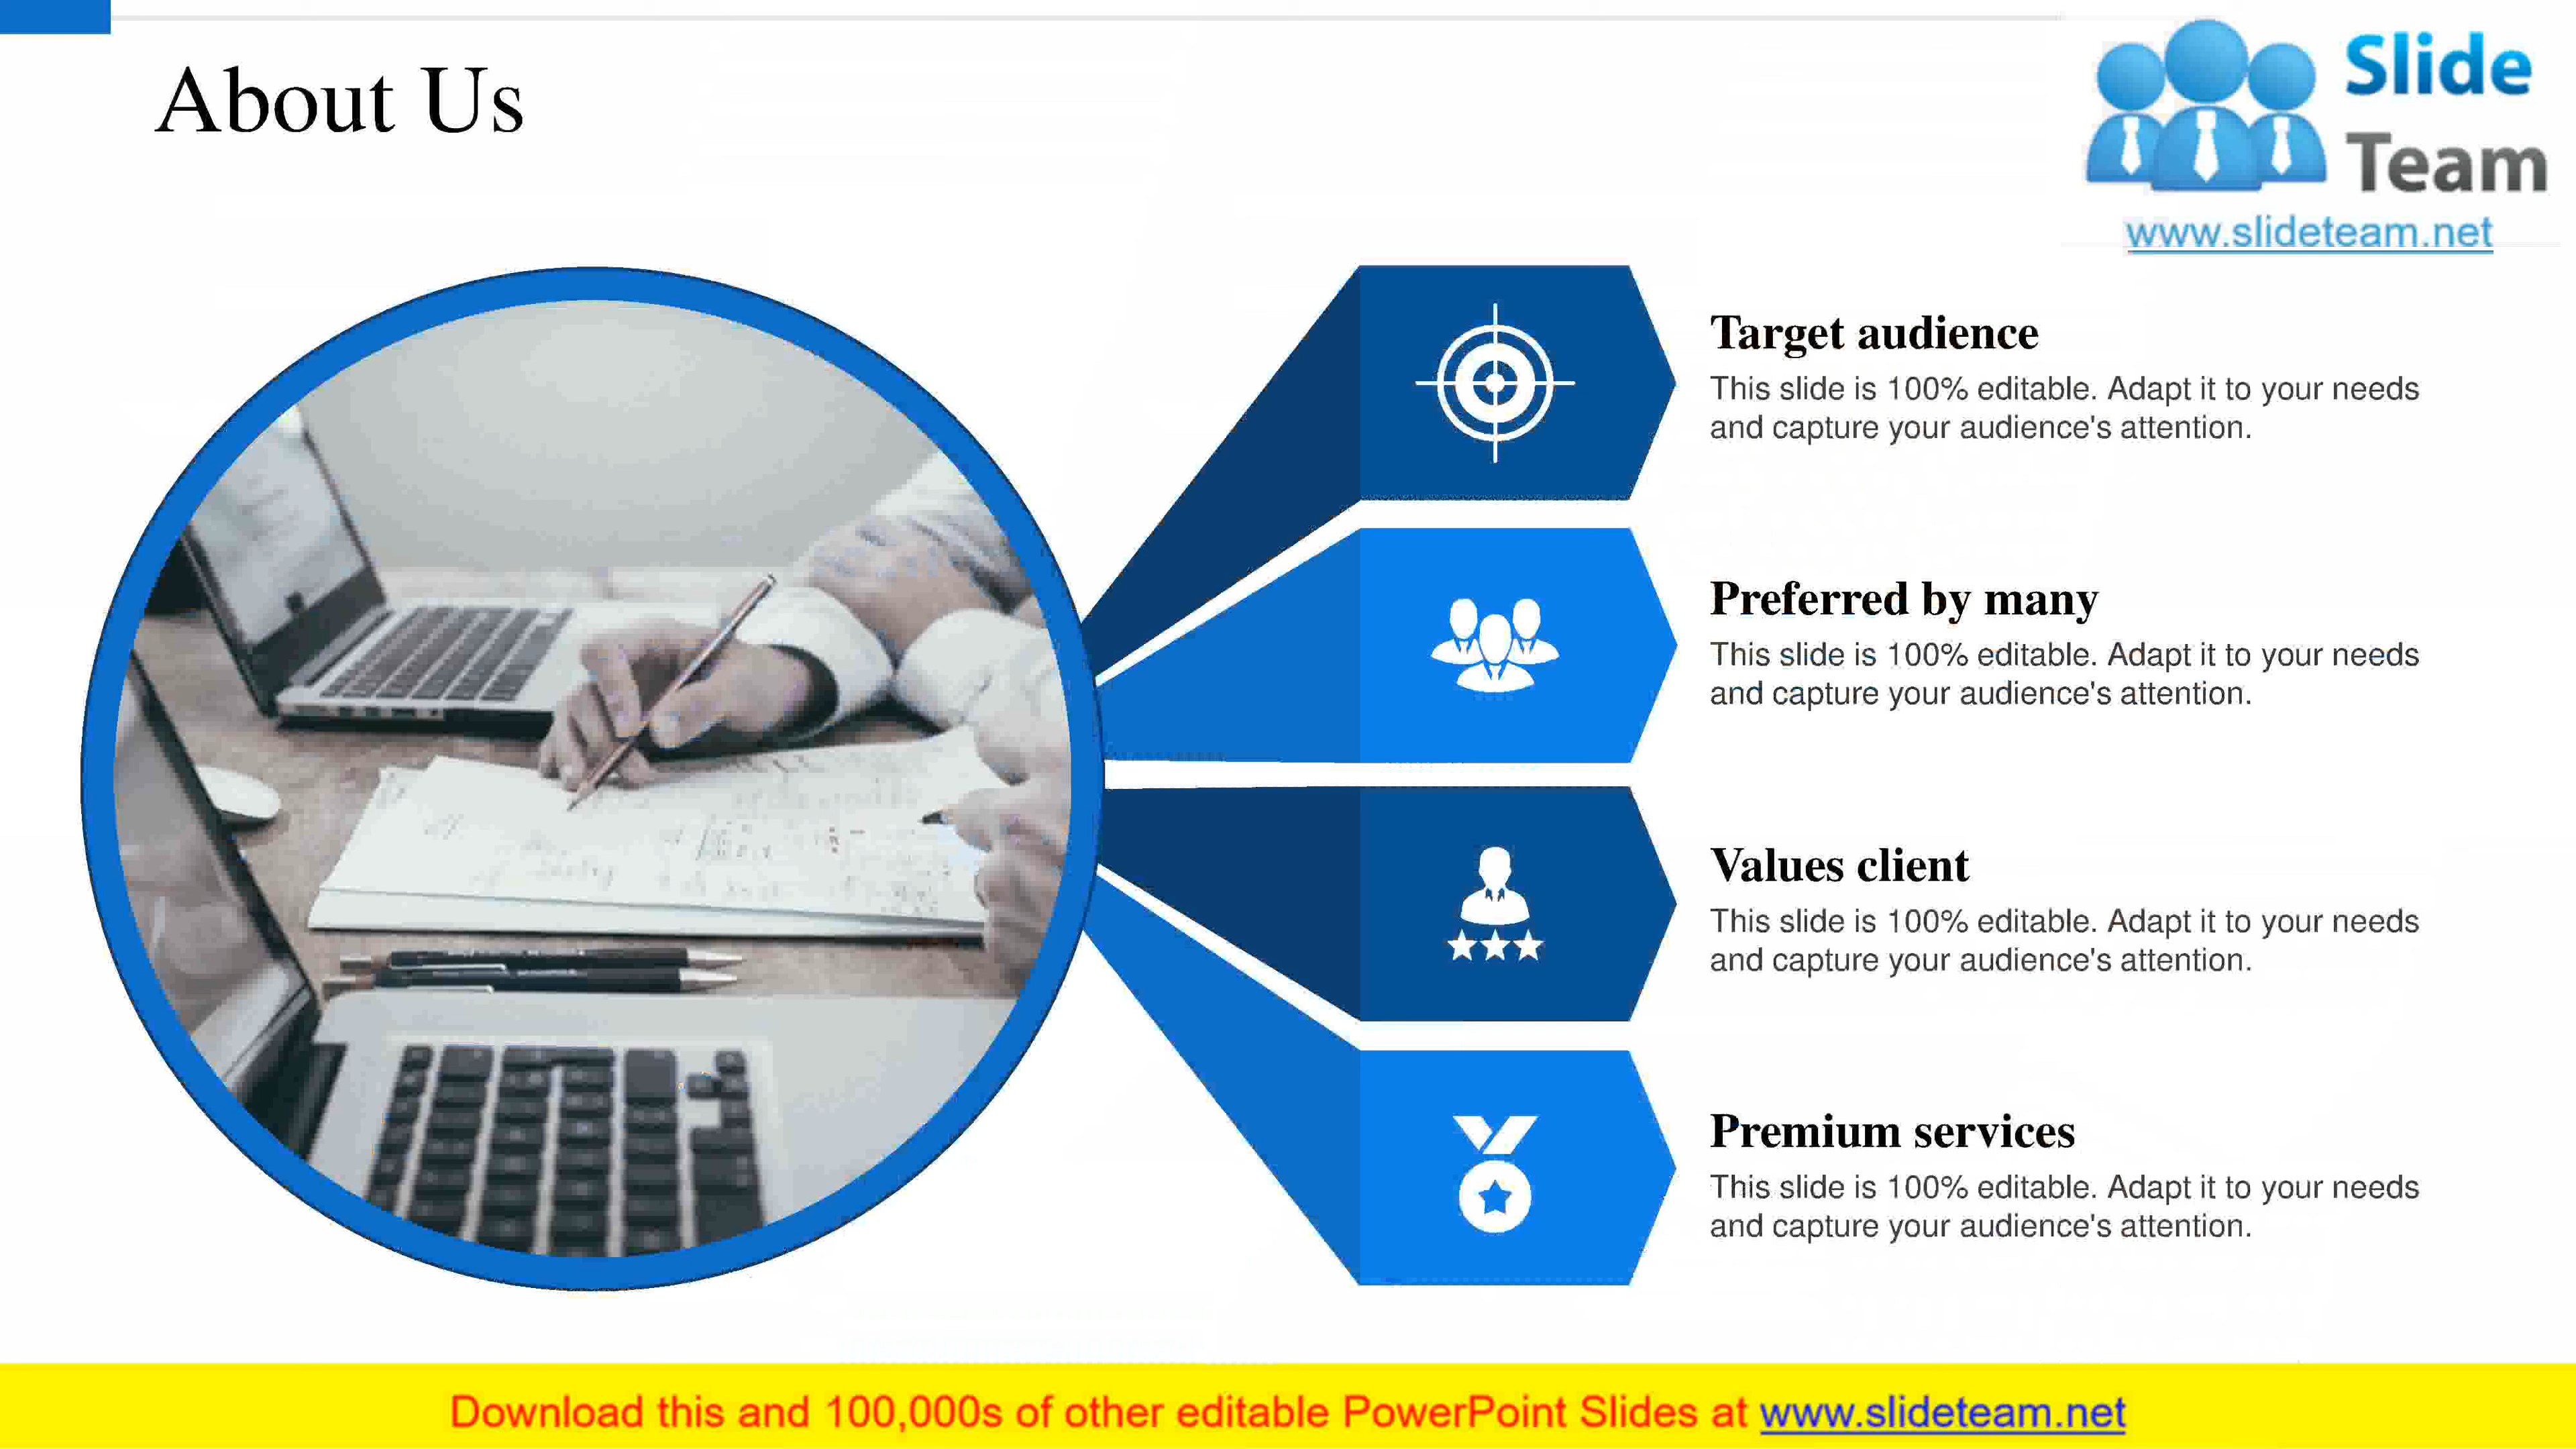 About Us
Slide
Team
www.slideteam.net
Target audience
This slide is 100% editable. Adapt it to your needs
and capture your audience's attention.
Preferred by many
This slide is 100% editable. Adapt it to your needs
and capture your audience's attention.
Values client
This slide is 100% editable. Adapt it to your needs
and capture your audience's attention.
Premium services
This slide is 100% editable. Adapt it to your needs
and capture your audience's attention.
Download this and 100,000s of other editable PowerPoint Slides at www.slideteam.net